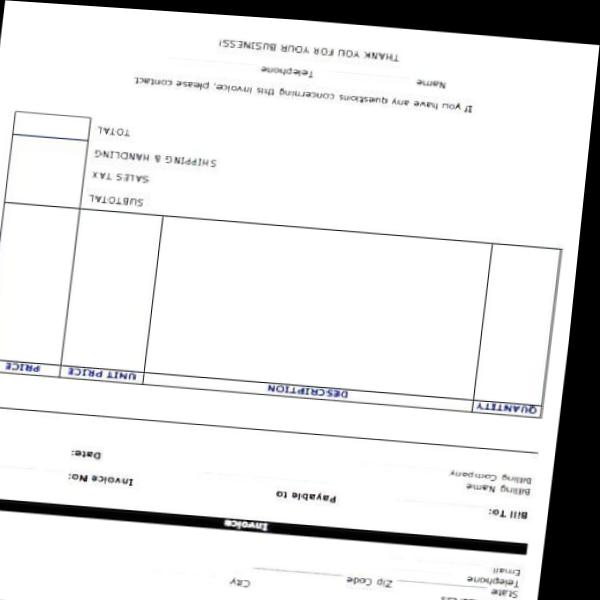 City Zip Code State
Telephone
Email
Invoice
Bill To: Payable to Invoice No:
Billing Name
Billing Company Date:
QUANTITY DESCRIPTION UNIT PRICE PRICE
SUBTOTAL
SALES TAX
SHIPPING & HANDLING
TOTAL
If you have any questions concerning this invoice, please contact
Name Telephone
THANK YOU FOR YOUR BUSINESS!